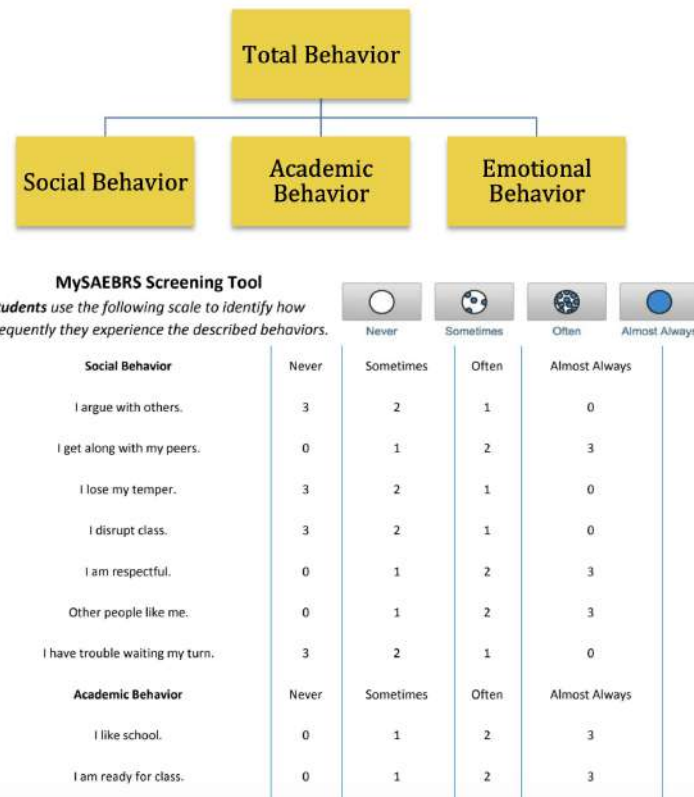 Total Behavior
Social Behavior
Academic
Behavior
Emotional
Behavior
MySAEBRS Screening Tool
use the following scale to identify how
they experience the described behaviors.
Never Sometimes Often Almost Always
Social Behavior Never Sometimes Often Almost Always
I argue with others. 3 2 1 0
I get along with my peers. 0 1 2 3
I lose my temper. 3 2 1 0
I disrupt class. 3 2 1 0
I am respectful. 0 1 2 3
Other people like me. 0 1 2 3
I have trouble waiting my turn. 3 2 1 0
Academic Behavior Never Sometimes Often Almost Always
I like school. 0 1 2 3
I am ready for class. 0 1 2 3